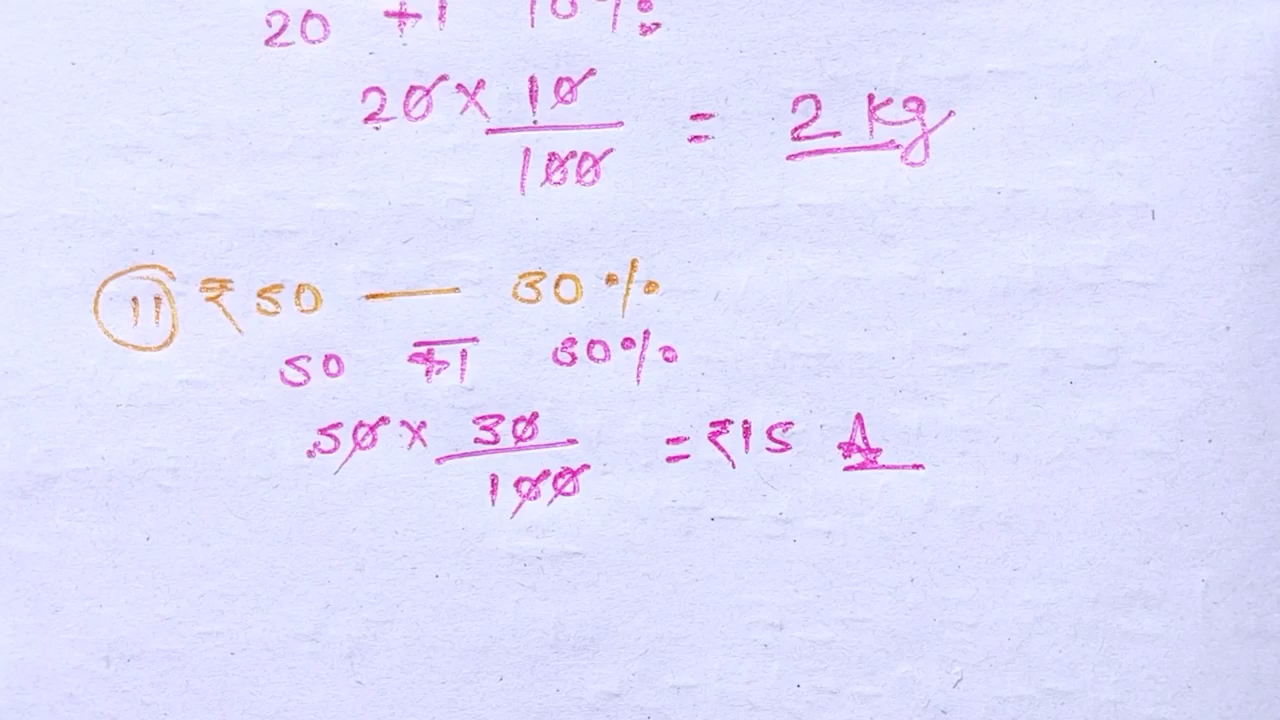 20 का 10%
20 × 10/100 = 2 kg
11 ₹50 — 30%
50 का 30%
50 × 30/100 = ₹15 A